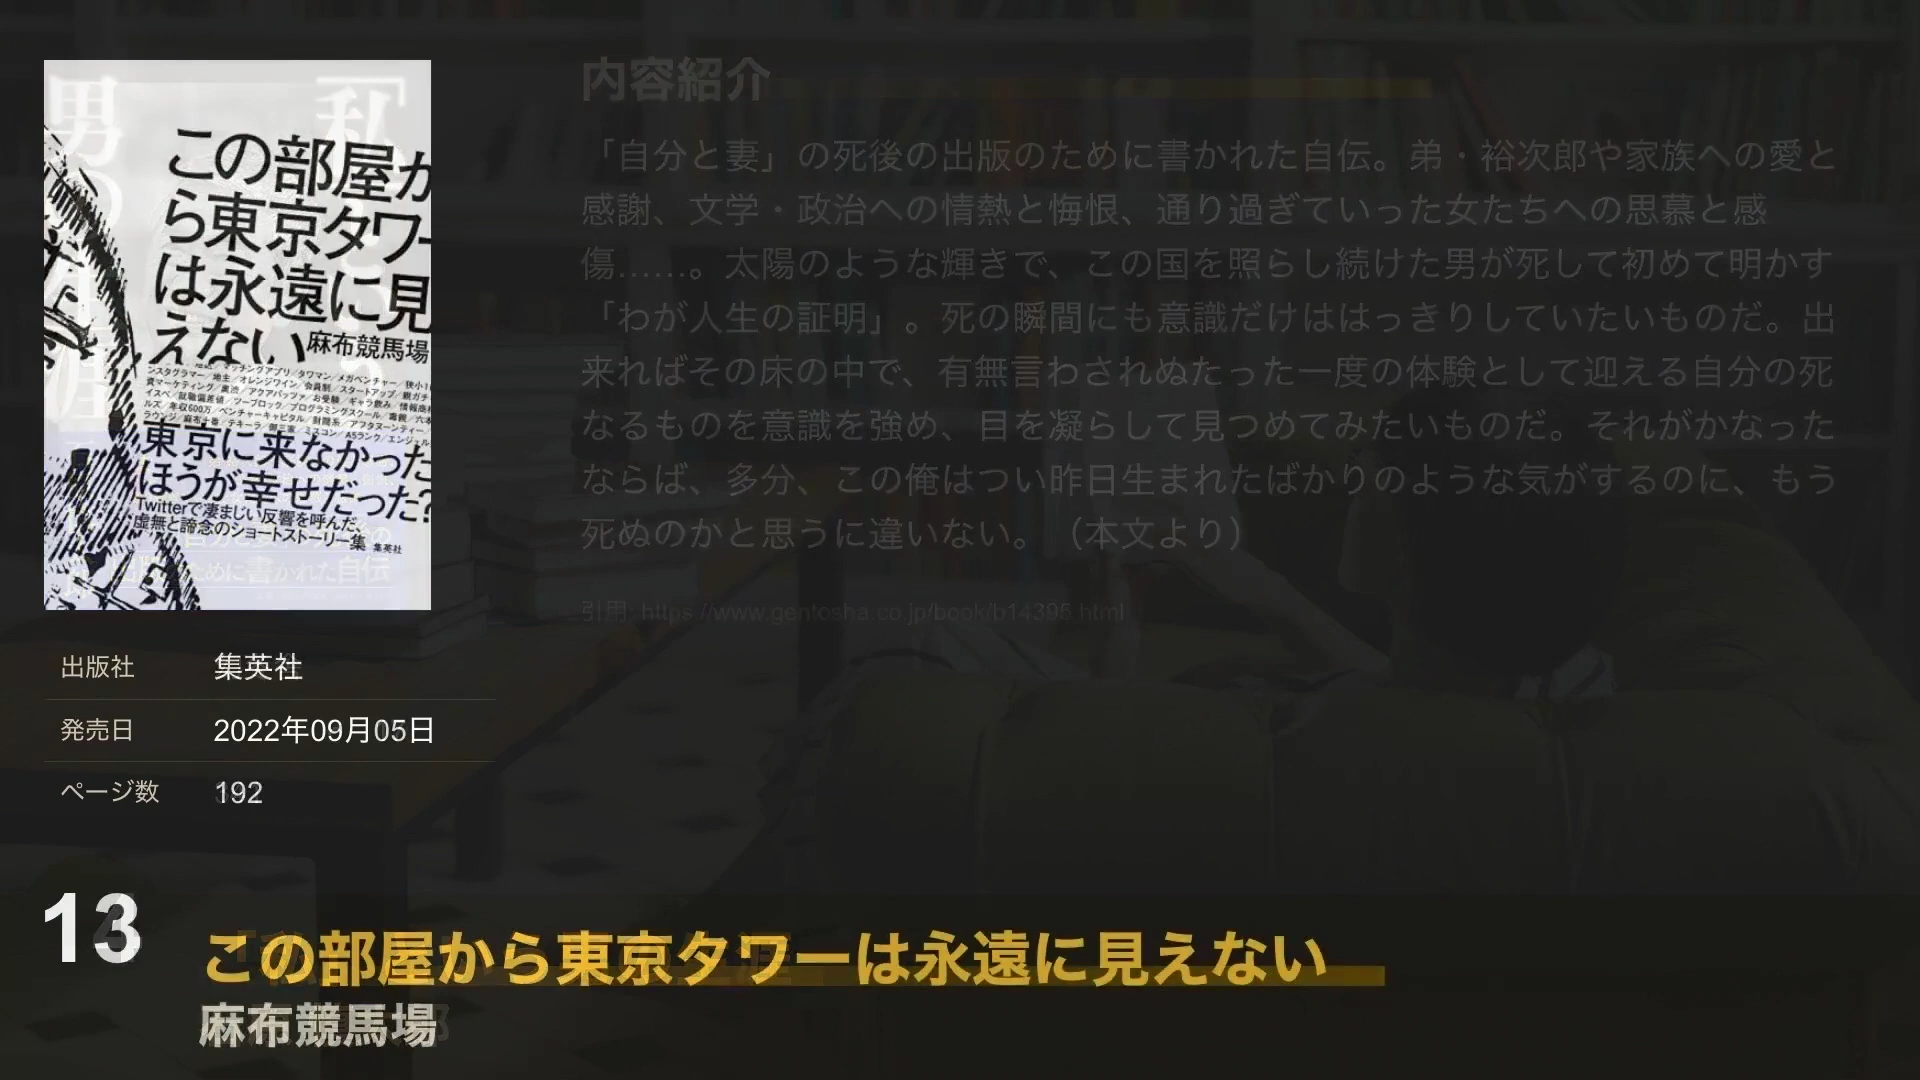 この部屋か
ら東京タワー
は永遠に見
えない
麻布競馬場
東京に来なかった
ほうが幸せだった?
Twitterで凄まじい反響を呼んだ、
虚無と諦念のショートストーリー集
集英社
出版社 集英社
発売日 2022年09月05日
ページ数 192
内容紹介
「自分と妻」の死後の出版のために書かれた自伝。弟・裕次郎や家族への愛と
感謝、文学・政治への情熱と悔恨、通り過ぎていった女たちへの思慕と感
傷……。太陽のような輝きで、この国を照らし続けた男が死して初めて明かす
「わが人生の証明」。死の瞬間にも意識だけははっきりしていたいものだ。出
来ればその床の中で、有無言わされぬたった一度の体験として迎える自分の死
なるものを意識を強め、目を凝らして見つめてみたいものだ。それがかなった
ならば、多分、この俺はつい昨日生まれたばかりのような気がするのに、もう
死ぬのかと思うに違いない。（本文より）
引用: https://www.gentosha.co.jp/book/b14395.html
13
この部屋から東京タワーは永遠に見えない
麻布競馬場